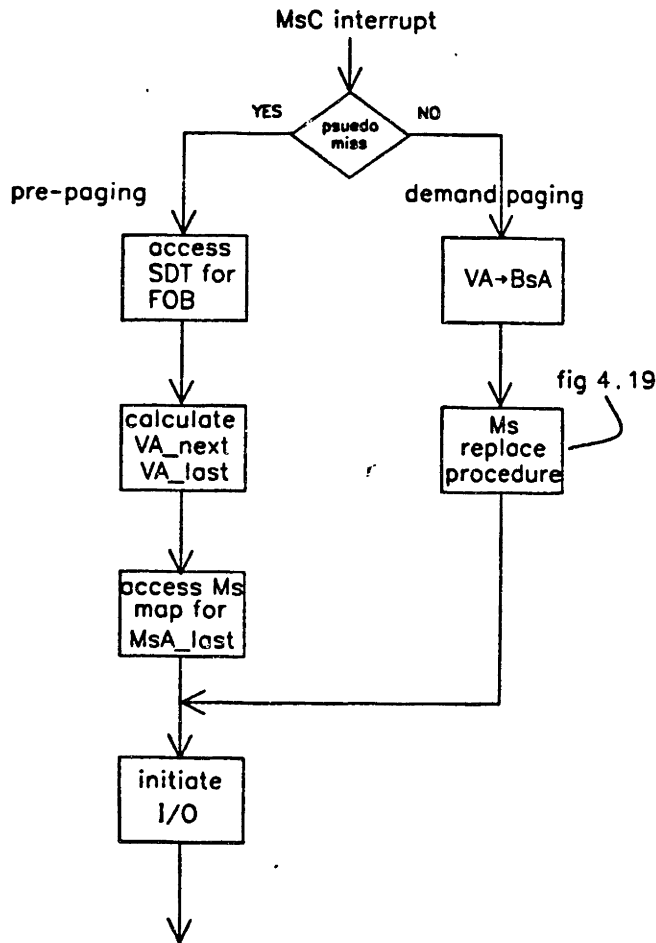 MsC interrupt
YES
NO
psuedo
miss
pre-paging
demand paging
access
SDT for
FOB
VA→BsA
fig 4.19
calculate
VA_next
VA_last
Ms
replace
procedure
access Ms
map for
MsA_last
initiate
I/O